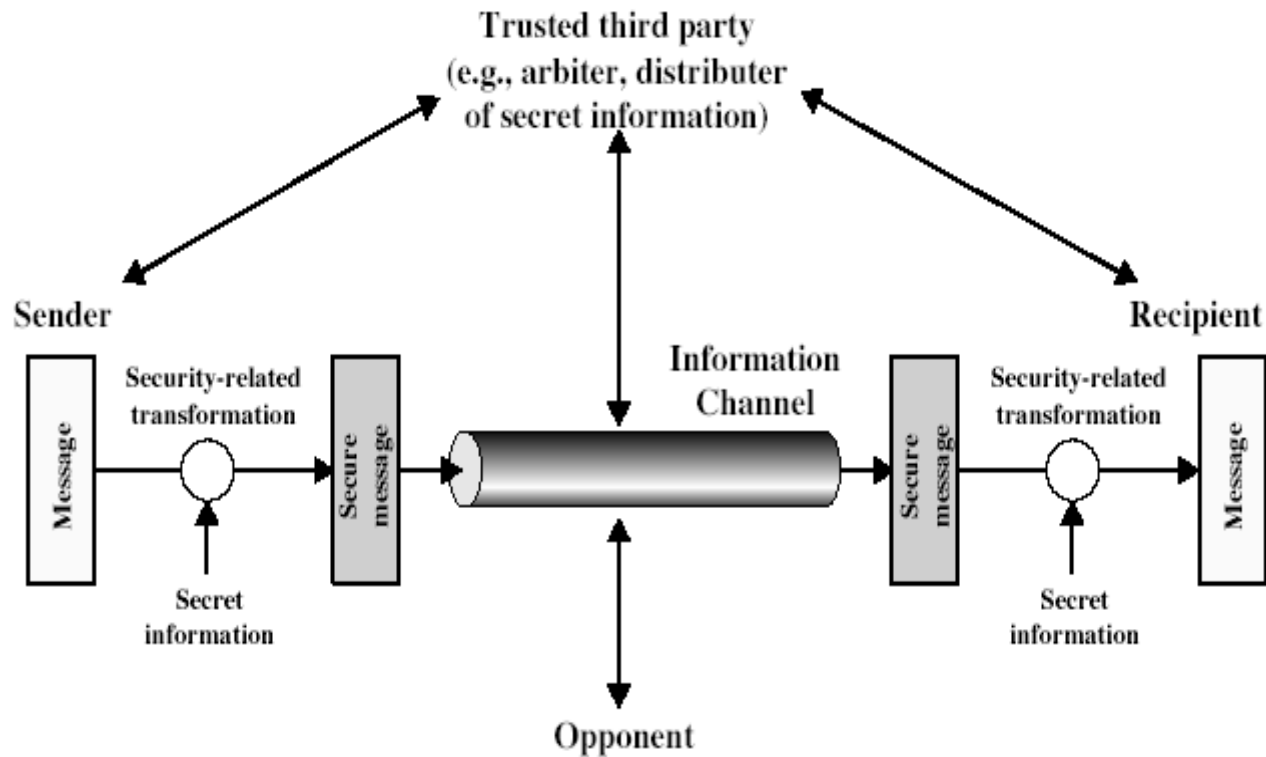 Trusted third party
(e.g., arbiter, distributer
of secret information)
Sender
Recipient
Security-related
transformation
Information
Channel
Security-related
transformation
Message
Secure
message
Secure
message
Message
Secret
information
Secret
information
Opponent